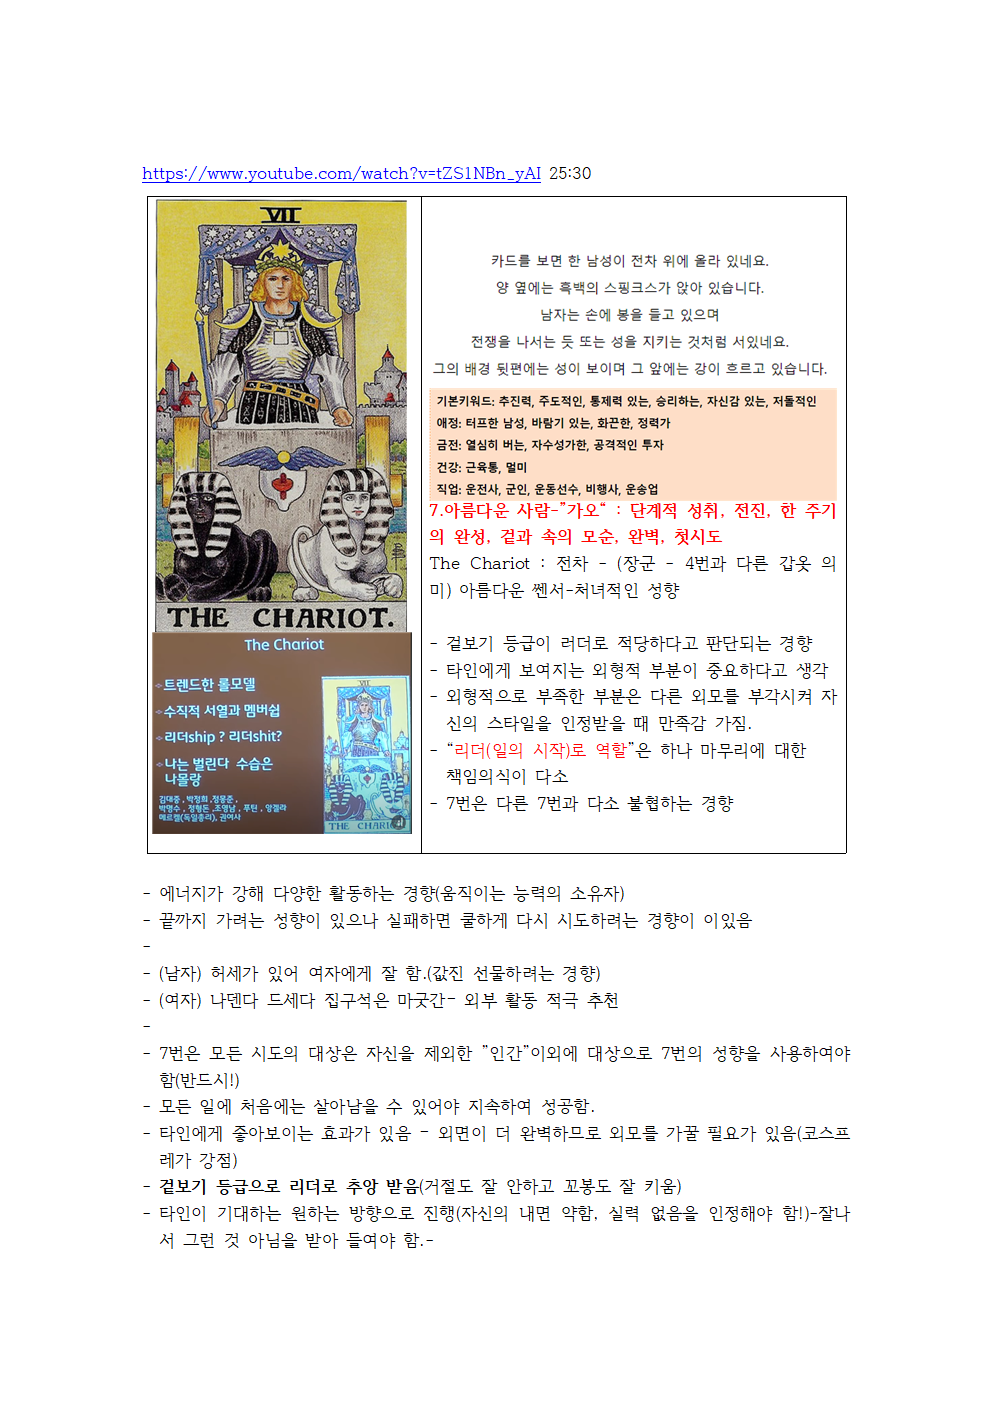 https://www.youtube.com/watch?v=tZS1NBn_yAI 25:30
VII
THE CHARIOT.
The Chariot
트렌드한 롤모델
수직적 서열과 멤버쉽
리더ship ? 리더shit?
나는 벌린다 수습은
나몰랑
김대중 , 박정희 ,정몽준 ,
박명수 , 정형돈 ,조영남 , 푸틴 , 앙겔라
메르켈(독일총리), 권여사
VII
THE CHARI
카드를 보면 한 남성이 전차 위에 올라 있네요.
양 옆에는 흑백의 스핑크스가 앉아 있습니다.
남자는 손에 봉을 들고 있으며
전쟁을 나서는 듯 또는 성을 지키는 것처럼 서있네요.
그의 배경 뒷편에는 성이 보이며 그 앞에는 강이 흐르고 있습니다.
기본키워드: 추진력, 주도적인, 통제력 있는, 승리하는, 자신감 있는, 저돌적인
애정: 터프한 남성, 바람기 있는, 화끈한, 정력가
금전: 열심히 버는, 자수성가한, 공격적인 투자
건강: 근육통, 멀미
직업: 운전사, 군인, 운동선수, 비행사, 운송업
7.아름다운 사람-"가오" : 단계적 성취, 전진, 한 주기
의 완성, 겉과 속의 모순, 완벽, 첫시도
The Chariot : 전차 - (장군 - 4번과 다른 갑옷 의
미) 아름다운 쎈서-처녀적인 성향
- 겉보기 등급이 러더로 적당하다고 판단되는 경향
- 타인에게 보여지는 외형적 부분이 중요하다고 생각
- 외형적으로 부족한 부분은 다른 외모를 부각시켜 자
신의 스타일을 인정받을 때 만족감 가짐.
- "리더(일의 시작)로 역할"은 하나 마무리에 대한
책임의식이 다소
- 7번은 다른 7번과 다소 불협하는 경향
- 에너지가 강해 다양한 활동하는 경향(움직이는 능력의 소유자)
- 끝까지 가려는 성향이 있으나 실패하면 쿨하게 다시 시도하려는 경향이 이있음
-
- (남자) 허세가 있어 여자에게 잘 함.(값진 선물하려는 경향)
- (여자) 나덴다 드세다 집구석은 마굿간- 외부 활동 적극 추천
-
- 7번은 모든 시도의 대상은 자신을 제외한 "인간"이외에 대상으로 7번의 성향을 사용하여야
함(반드시!)
- 모든 일에 처음에는 살아남을 수 있어야 지속하여 성공함.
- 타인에게 좋아보이는 효과가 있음 - 외면이 더 완벽하므로 외모를 가꿀 필요가 있음(코스프
레가 강점)
- 겉보기 등급으로 리더로 추앙 받음(거절도 잘 안하고 꼬봉도 잘 키움)
- 타인이 기대하는 원하는 방향으로 진행(자신의 내면 약함, 실력 없음을 인정해야 함!)-잘나
서 그런 것 아님을 받아 들여야 함.-